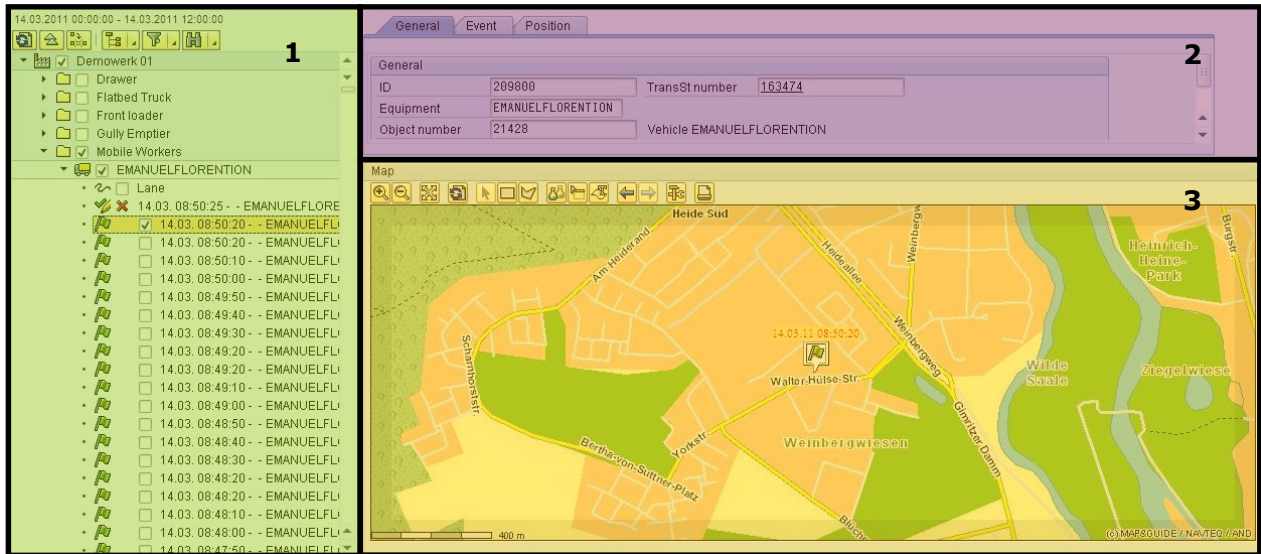 14.03.2011 00:00:00 - 14.03.2011 12:00:00
1
Demowerk 01
Drawer
Flatbed Truck
Front loader
Gully Emptier
Mobile Workers
EMANUELFLORENTION
Lane
14.03. 08:50:25 - - EMANUELFLORE
14.03. 08:50:20 - - EMANUELFL
14.03. 08:50:20 - - EMANUELFL
14.03. 08:50:10 - - EMANUELFL
14.03. 08:50:00 - - EMANUELFL
14.03. 08:49:50 - - EMANUELFL
14.03. 08:49:40 - - EMANUELFL
14.03. 08:49:30 - - EMANUELFL
14.03. 08:49:20 - - EMANUELFL
14.03. 08:49:20 - - EMANUELFL
14.03. 08:49:10 - - EMANUELFL
14.03. 08:49:00 - - EMANUELFL
14.03. 08:48:50 - - EMANUELFL
14.03. 08:48:40 - - EMANUELFL
14.03. 08:48:30 - - EMANUELFL
14.03. 08:48:20 - - EMANUELFL
14.03. 08:48:20 - - EMANUELFL
14.03. 08:48:10 - - EMANUELFL
14.03. 08:48:00 - - EMANUELFL
14.03. 08:47:50 - - EMANUELFL
General Event Position
2
General
ID 209800 TransSt number 163474
Equipment EMANUELFLORENTION
Object number 21428 Vehicle EMANUELFLORENTION
Map
3
Heide Sud
Am Heiderand
Heideallee
Weinbergw
Burgstr.
Heinrich-
Heine-
Park
14.03.11 08:50:20
Scharnhorststr.
Weinbergweg
Walter-Hülse-Str.
Wilde
Saale
Ziegelwiese
Gimritzer Damm
Yorkstr.
Weinbergwiesen
Bertha-von-Suttner-Platz
Blüch
400 m
(c) MAP&GUIDE / NAVTEQ / AND